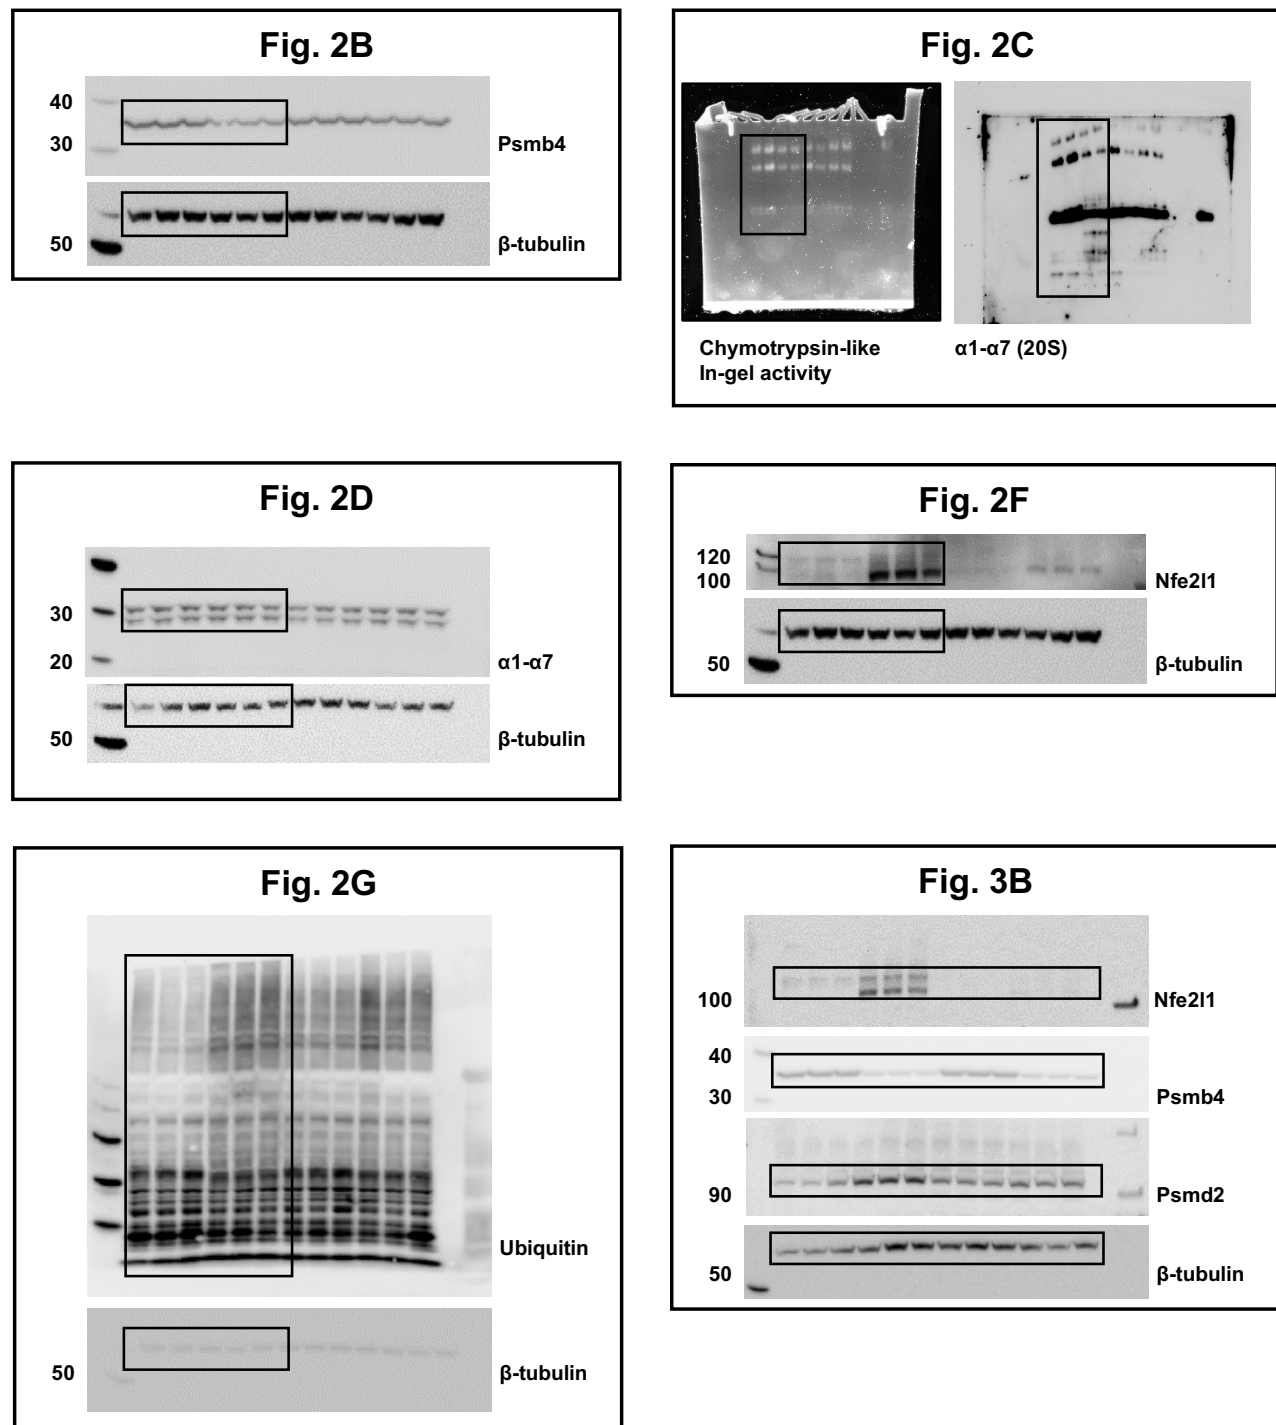 Fig. 2B
40
30
Psmb4
50
β-tubulin
Fig. 2C
Chymotrypsin-like
In-gel activity
α1-α7 (20S)
Fig. 2D
30
20
α1-α7
50
β-tubulin
Fig. 2F
120
100
Nfe2l1
50
β-tubulin
Fig. 2G
Ubiquitin
50
β-tubulin
Fig. 3B
100
Nfe2l1
40
30
Psmb4
90
Psmd2
50
β-tubulin